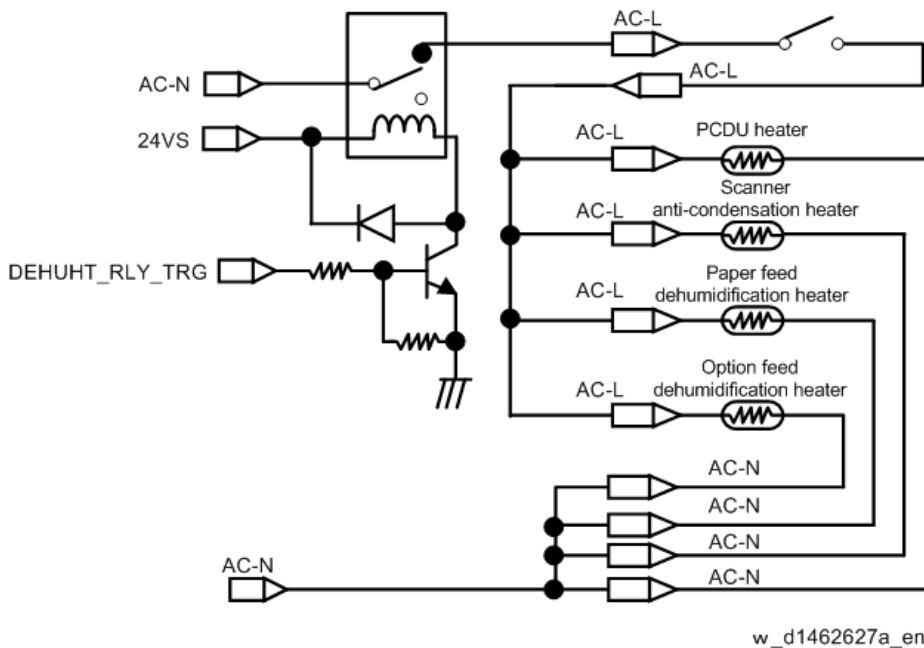 AC-L
AC-N
AC-L
24VS
AC-L
PCDU heater
AC-L
Scanner
anti-condensation heater
DEHUHT_RLY_TRG
AC-L
Paper feed
dehumidification heater
AC-L
Option feed
dehumidification heater
AC-N
AC-N
AC-N
AC-N
AC-N
w_d1462627a_en